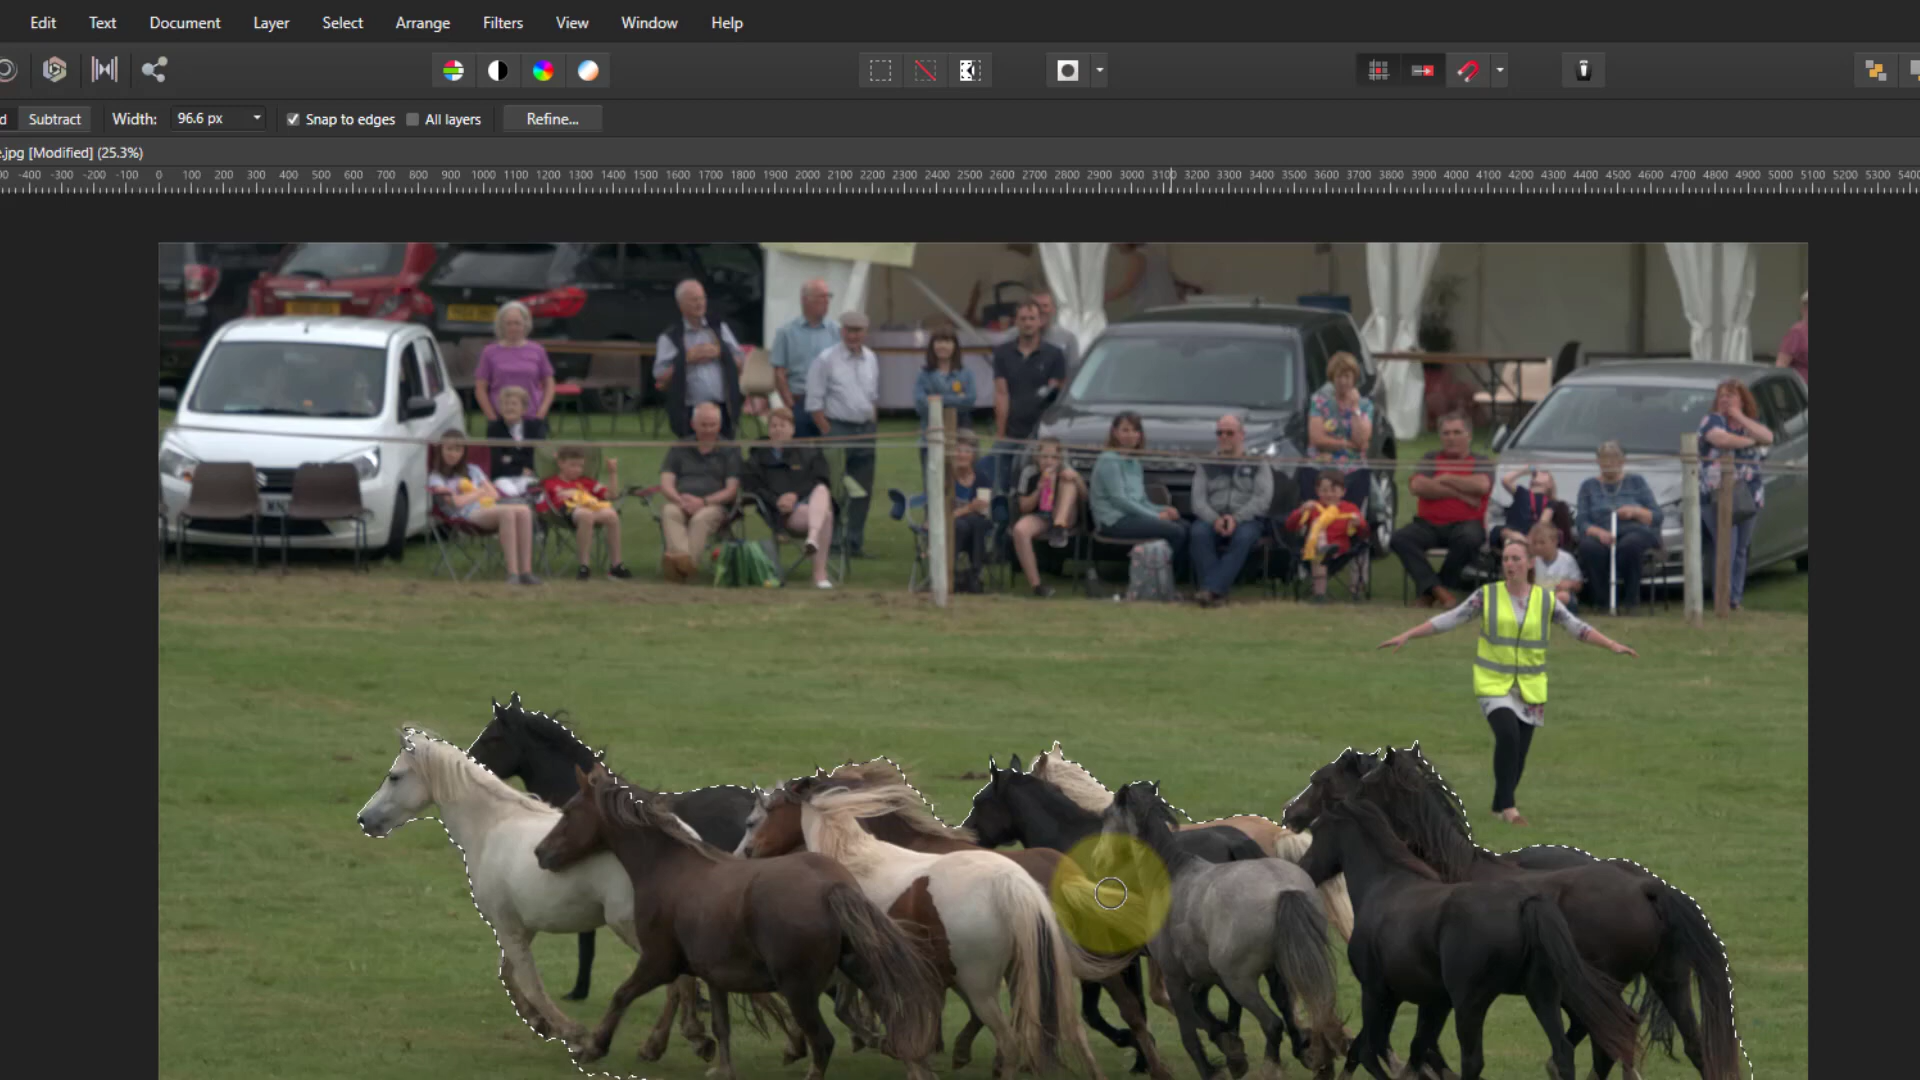 Edit Text Document Layer Select Arrange Filters View Window Help
d Subtract Width: 96.6 px Snap to edges All layers Refine...
.jpg [Modified] (25.3%)
-400 -300 -200 -100 0 100 200 300 400 500 600 700 800 900 1000 1100 1200 1300 1400 1500 1600 1700 1800 1900 2000 2100 2200 2300 2400 2500 2600 2700 2800 2900 3000 3100 3200 3300 3400 3500 3600 3700 3800 3900 4000 4100 4200 4300 4400 4500 4600 4700 4800 4900 5000 5100 5200 5300 5400